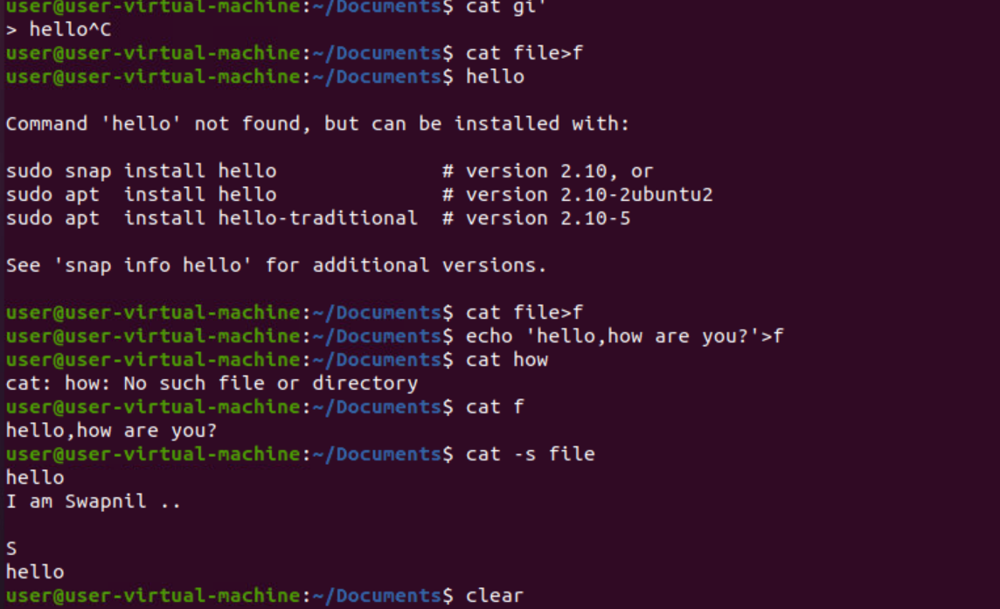 user@user-virtual-machine:~/Documents$ cat gi'
> hello^C
user@user-virtual-machine:~/Documents$ cat file>f
user@user-virtual-machine:~/Documents$ hello

Command 'hello' not found, but can be installed with:

sudo snap install hello              # version 2.10, or
sudo apt  install hello              # version 2.10-2ubuntu2
sudo apt  install hello-traditional  # version 2.10-5

See 'snap info hello' for additional versions.

user@user-virtual-machine:~/Documents$ cat file>f
user@user-virtual-machine:~/Documents$ echo 'hello,how are you?'>f
user@user-virtual-machine:~/Documents$ cat how
cat: how: No such file or directory
user@user-virtual-machine:~/Documents$ cat f
hello,how are you?
user@user-virtual-machine:~/Documents$ cat -s file
hello
I am Swapnil ..

S
hello
user@user-virtual-machine:~/Documents$ clear